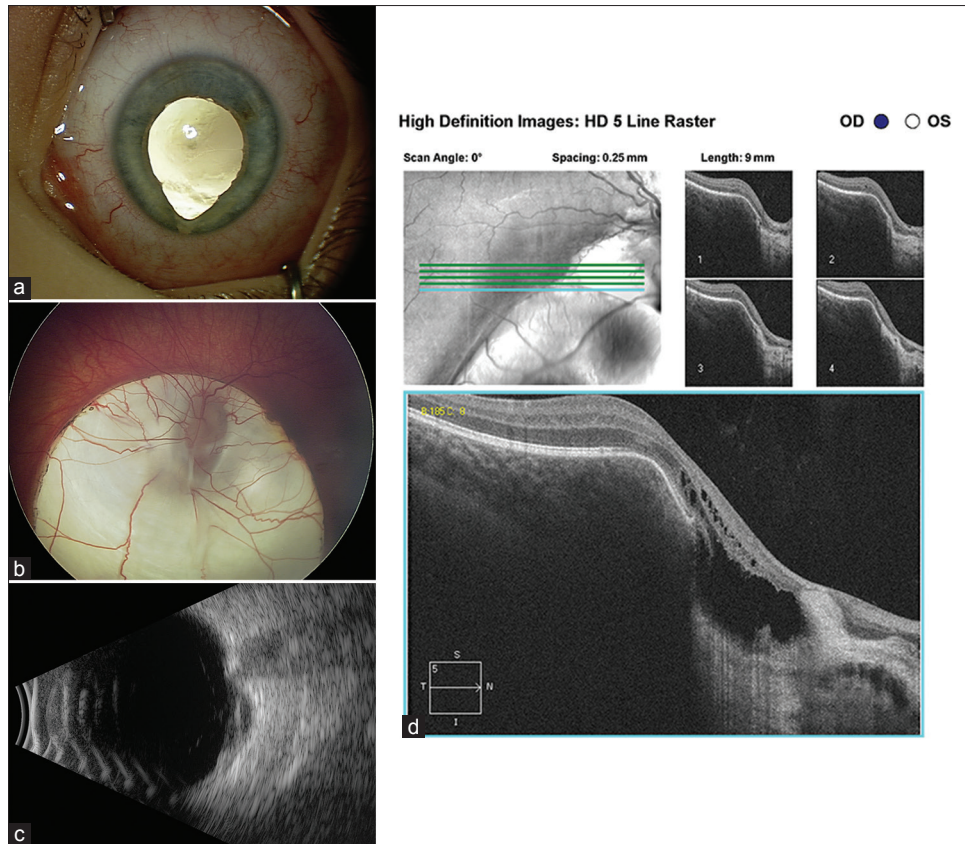 a
b
c
High Definition Images: HD 5 Line Raster OD OS
Scan Angle: 0° Spacing: 0.25 mm Length: 9 mm
1
2
3
4
5
S
T
N
I
d